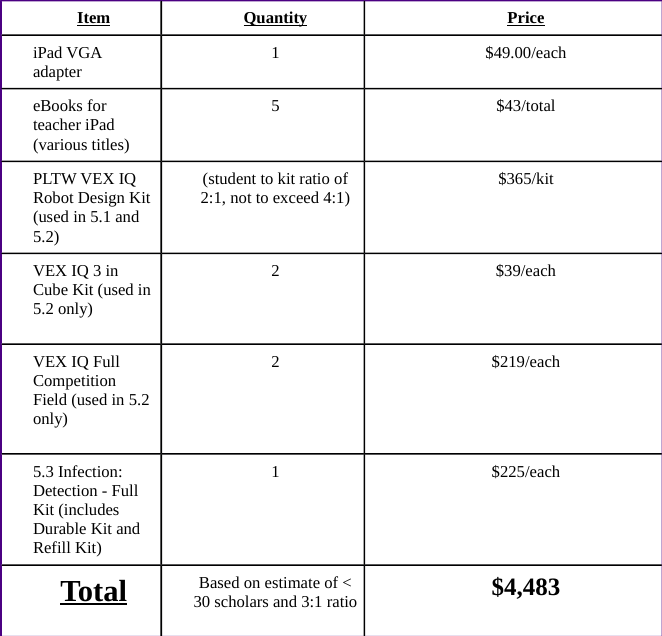 Item Quantity Price
iPad VGA 1 $49.00/each
adapter
eBooks for 5 $43/total
teacher iPad
(various titles)
PLTW VEX IQ (student to kit ratio of $365/kit
Robot Design Kit 2:1, not to exceed 4:1)
(used in 5.1 and
5.2)
VEX IQ 3 in 2 $39/each
Cube Kit (used in
5.2 only)
VEX IQ Full 2 $219/each
Competition
Field (used in 5.2
only)
5.3 Infection: 1 $225/each
Detection - Full
Kit (includes
Durable Kit and
Refill Kit)
Total Based on estimate of < $4,483
30 scholars and 3:1 ratio